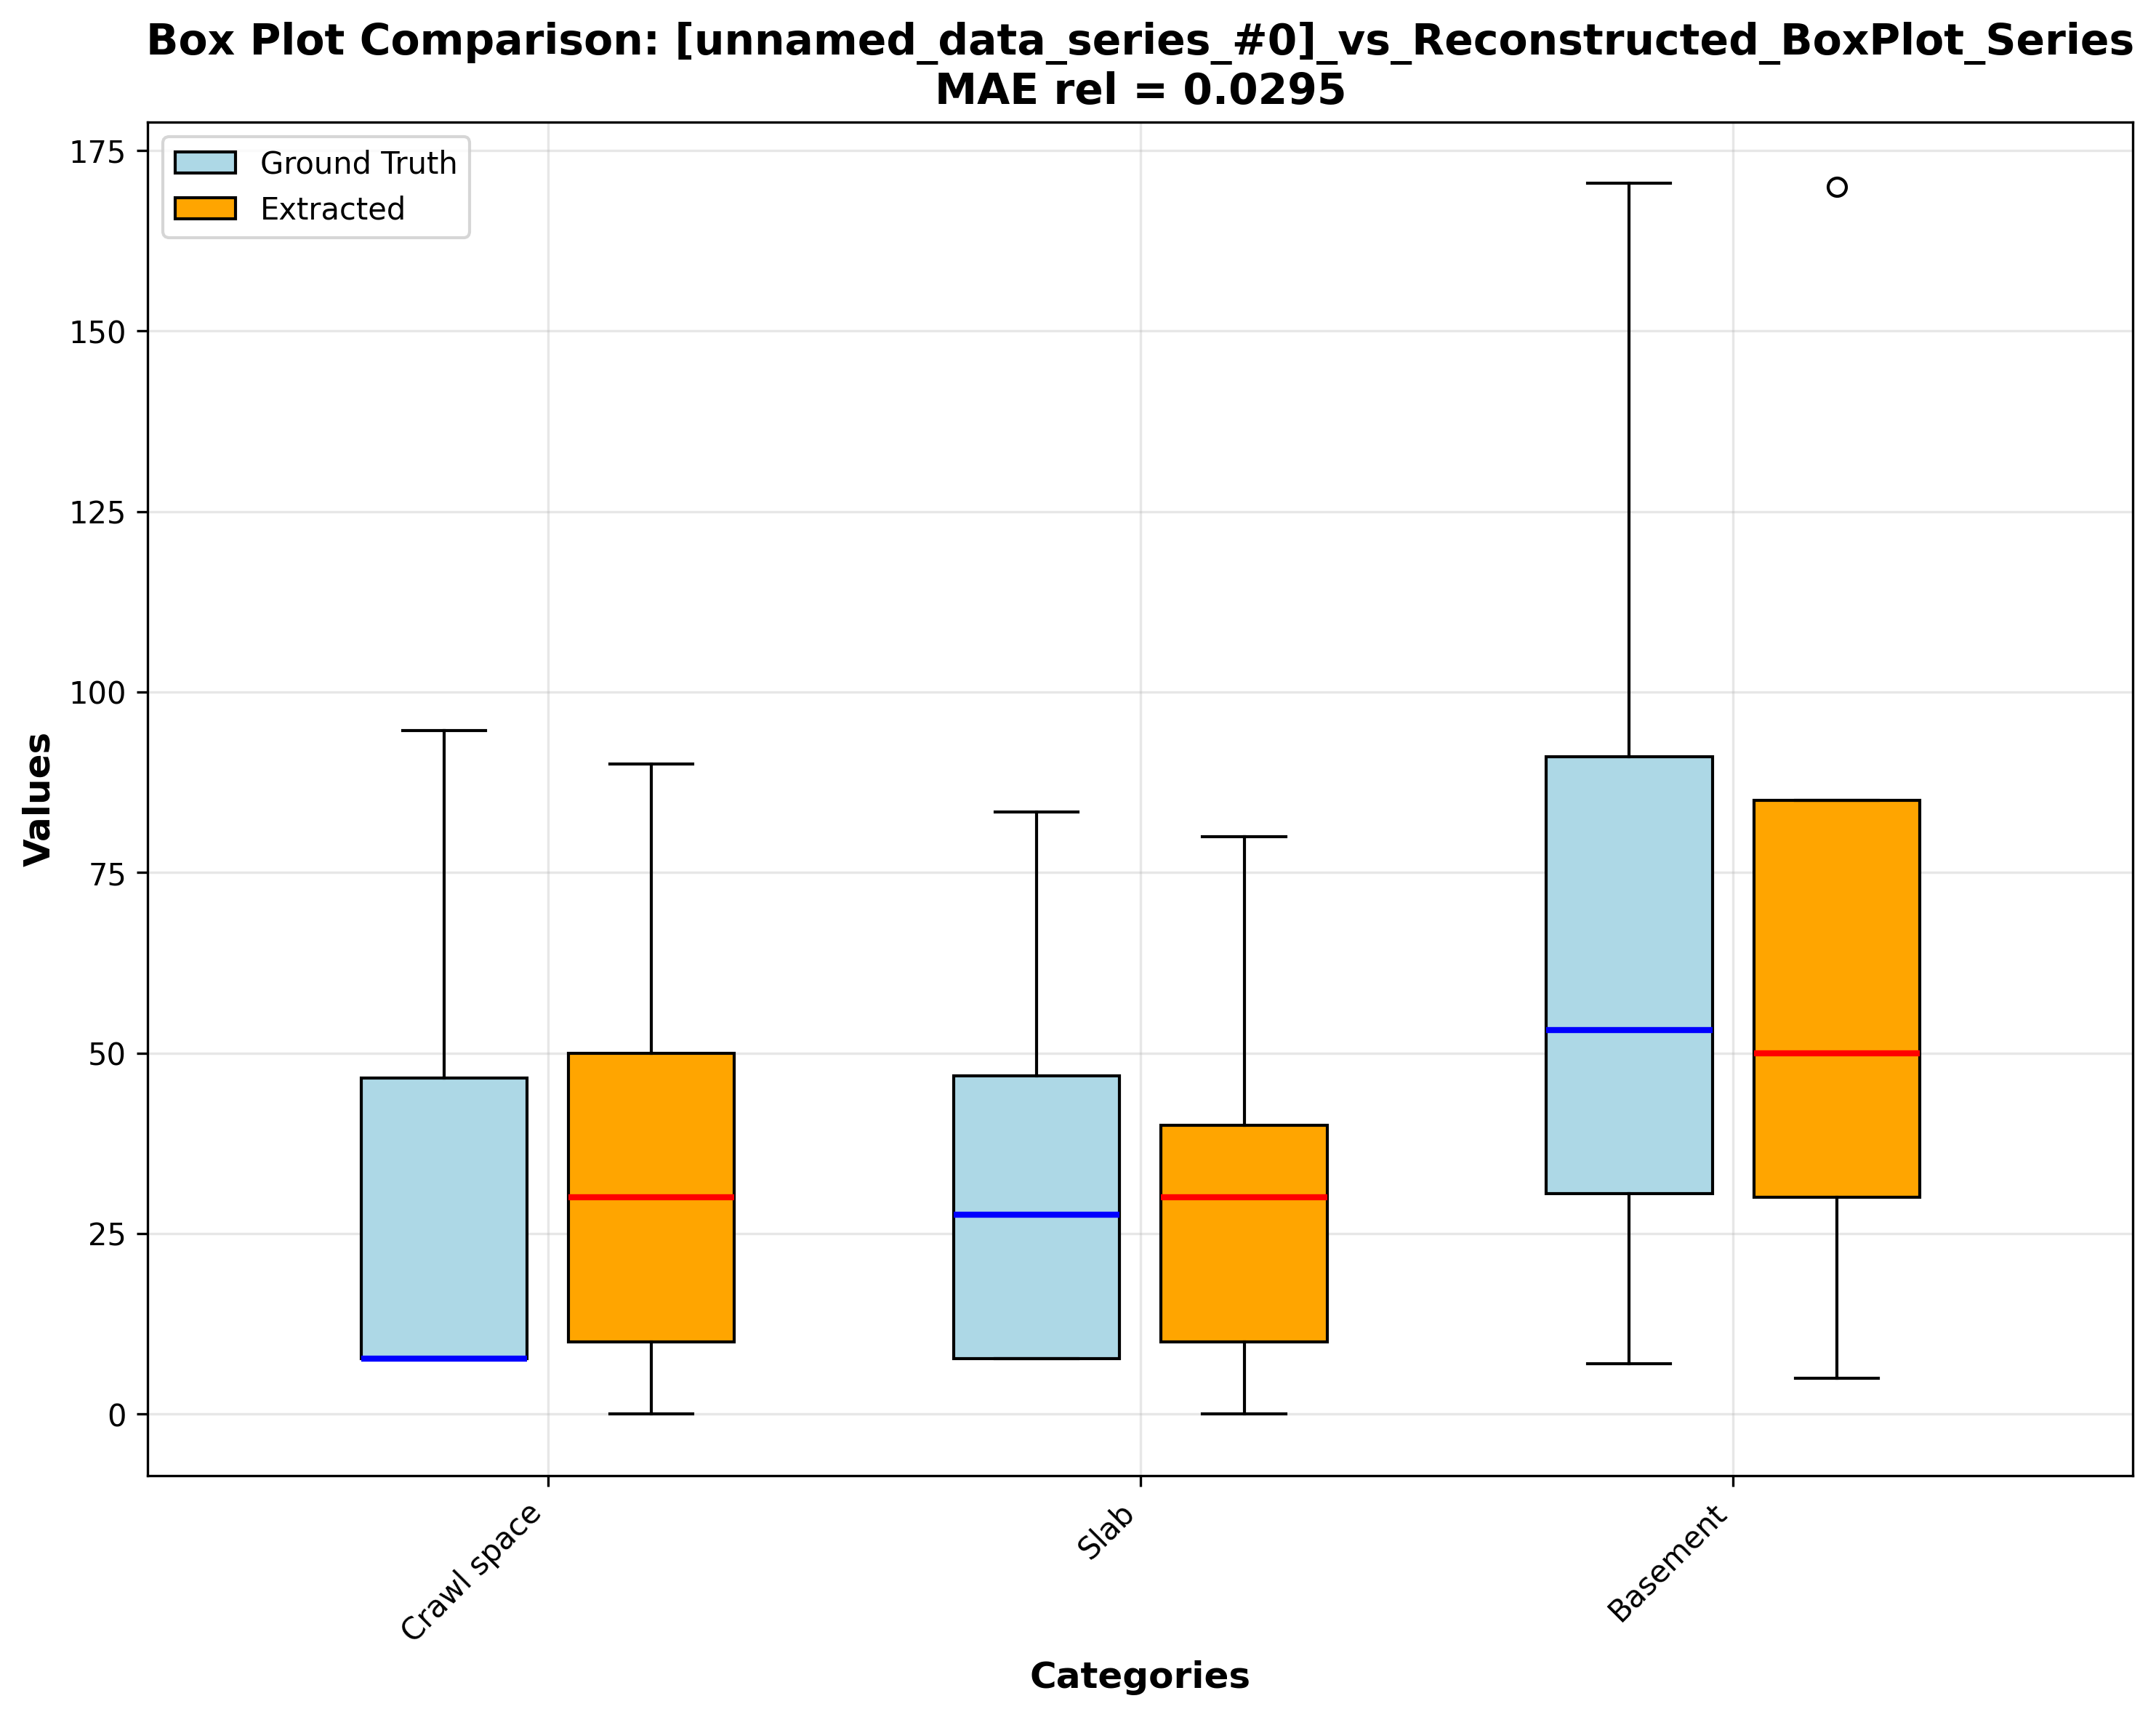 Box Plot Comparison: [unnamed_data_series_#0]_vs_Reconstructed_BoxPlot_Series
MAE rel = 0.0295
Ground Truth
Extracted
175
150
125
100
75
50
25
0
Values
Crawl space
Slab
Basement
Categories